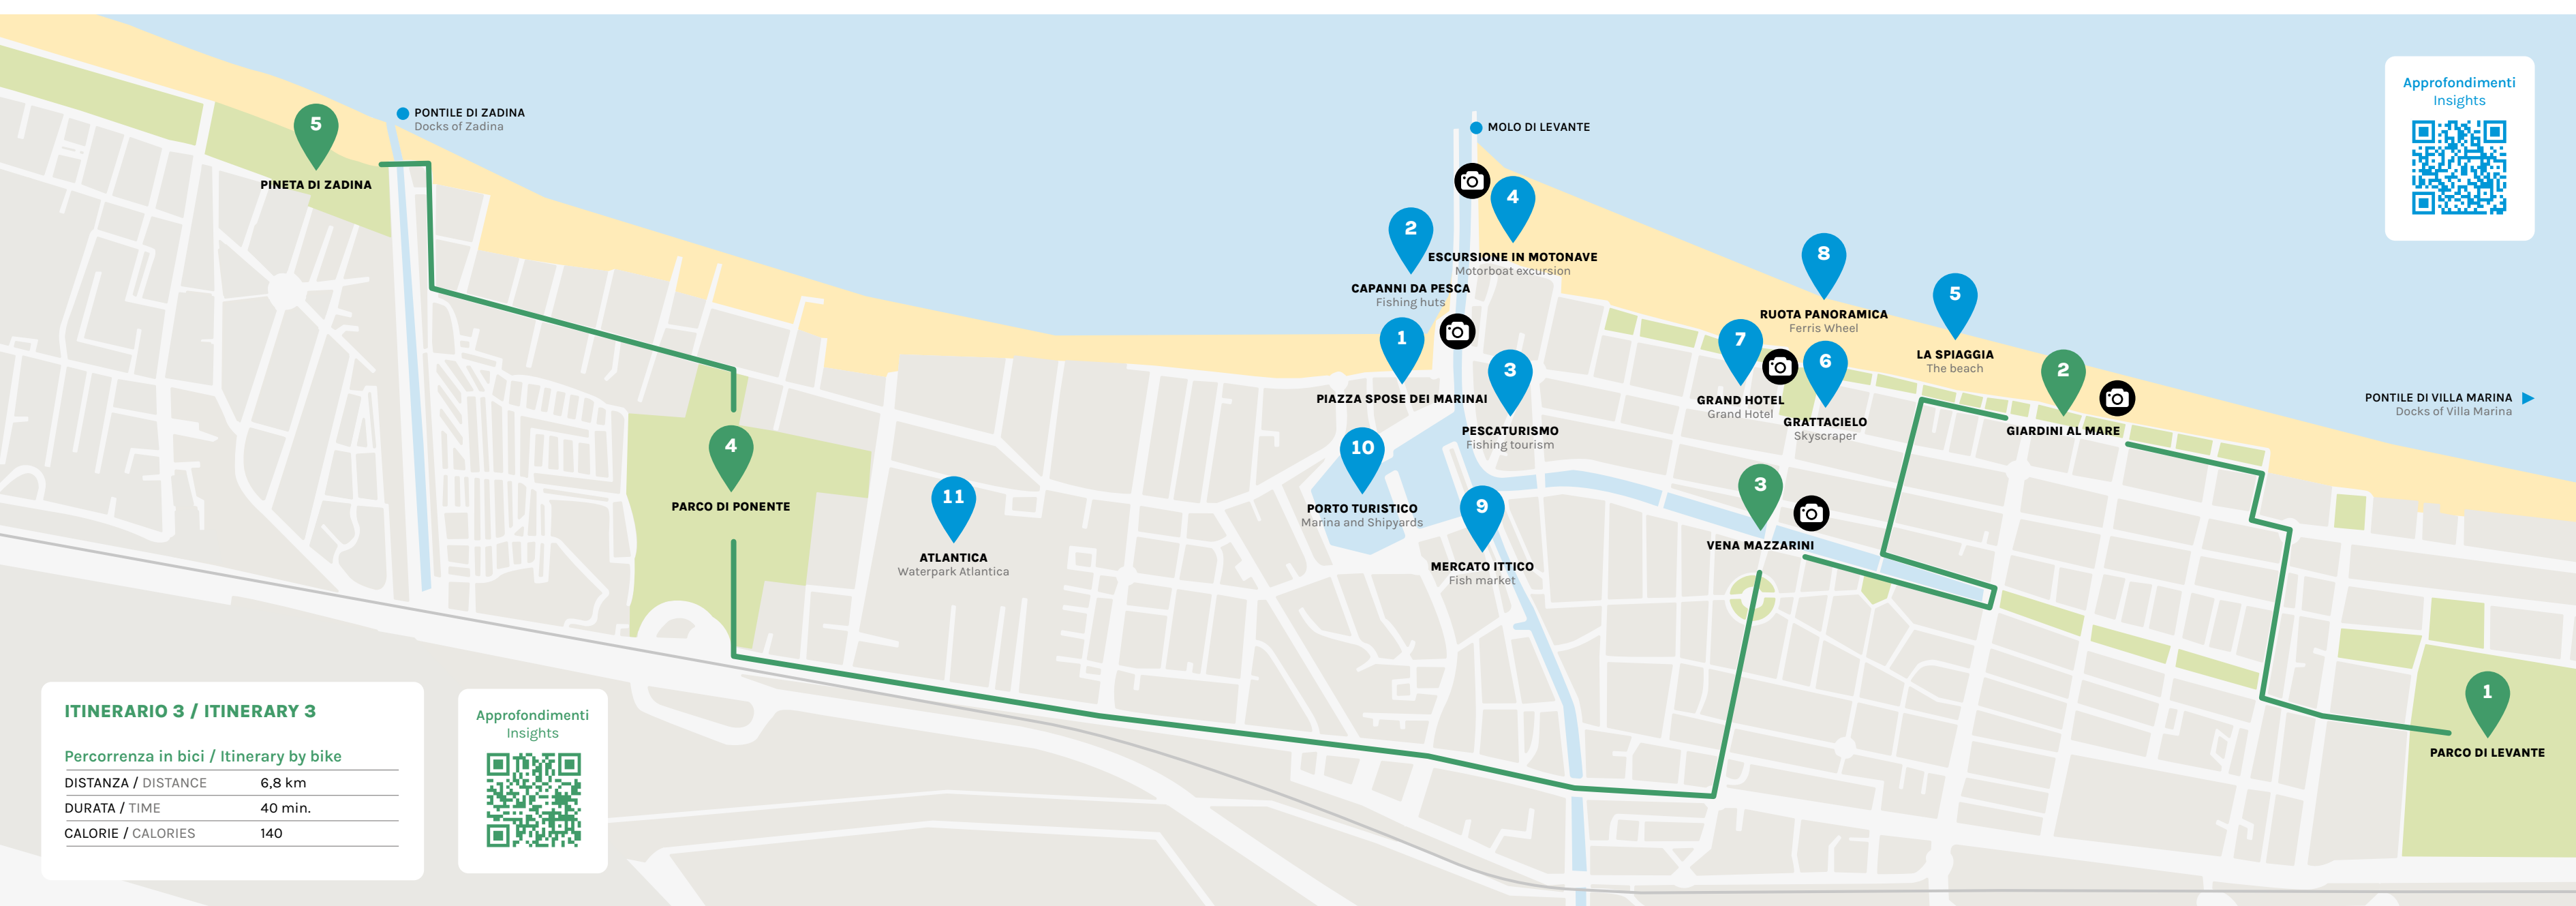 Approfondimenti
Insights
5
PINETA DI ZADINA
PONTILE DI ZADINA
Docks of Zadina
MOLO DI LEVANTE
4
ESCURSIONE IN MOTONAVE
Motorboat excursion
2
CAPANNI DA PESCA
Fishing huts
8
RUOTA PANORAMICA
Ferris Wheel
5
LA SPIAGGIA
The beach
1
PIAZZA SPOSE DEI MARINAI
3
PESCATURISMO
Fishing tourism
7
GRAND HOTEL
Grand Hotel
6
GRATTACIELO
Skyscraper
2
GIARDINI AL MARE
PONTILE DI VILLA MARINA
Docks of Villa Marina
4
PARCO DI PONENTE
11
ATLANTICA
Waterpark Atlantica
10
PORTO TURISTICO
Marina and Shipyards
9
MERCATO ITTICO
Fish market
3
VENA MAZZARINI
1
PARCO DI LEVANTE
ITINERARIO 3 / ITINERARY 3
Percorrenza in bici / Itinerary by bike
DISTANZA / DISTANCE 6,8 km
DURATA / TIME 40 min.
CALORIE / CALORIES 140
Approfondimenti
Insights